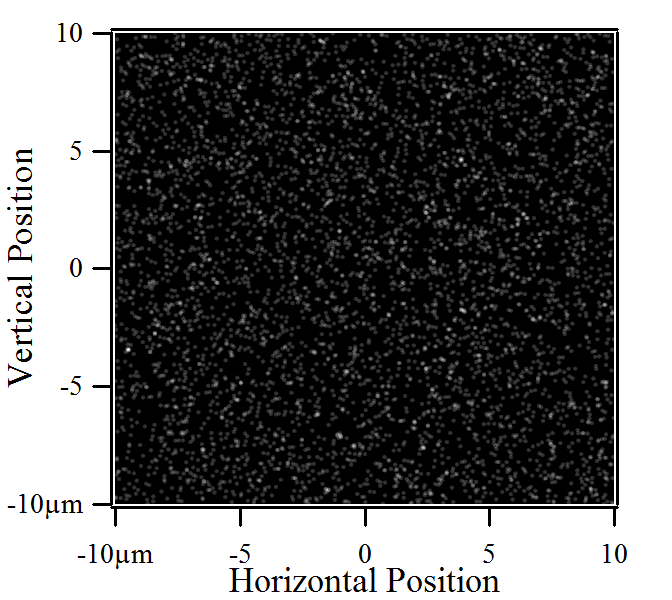 10
5
0
-5
-10µm
Vertical Position
-10µm -5 0 5 10
Horizontal Position